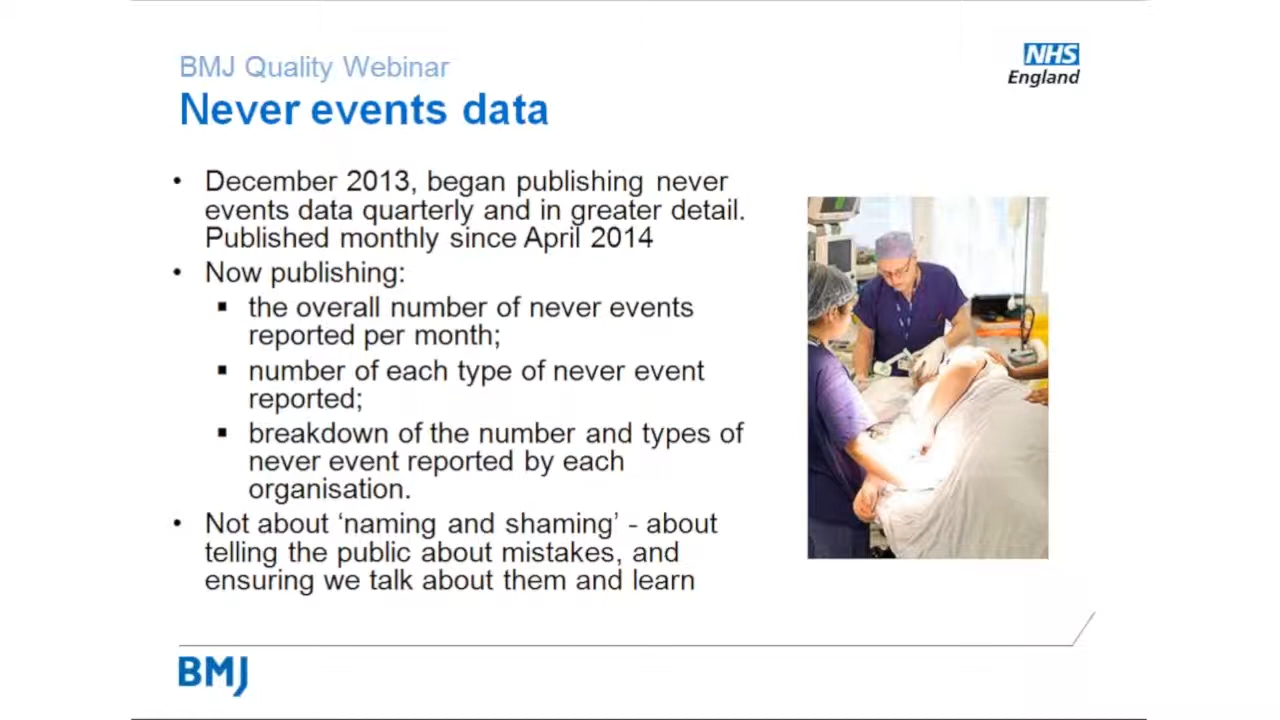 BMJ Quality Webinar
NHS
England
Never events data
• December 2013, began publishing never
events data quarterly and in greater detail.
Published monthly since April 2014
• Now publishing:
▪ the overall number of never events
reported per month;
▪ number of each type of never event
reported;
▪ breakdown of the number and types of
never event reported by each
organisation.
• Not about ‘naming and shaming’ - about
telling the public about mistakes, and
ensuring we talk about them and learn
BMJ